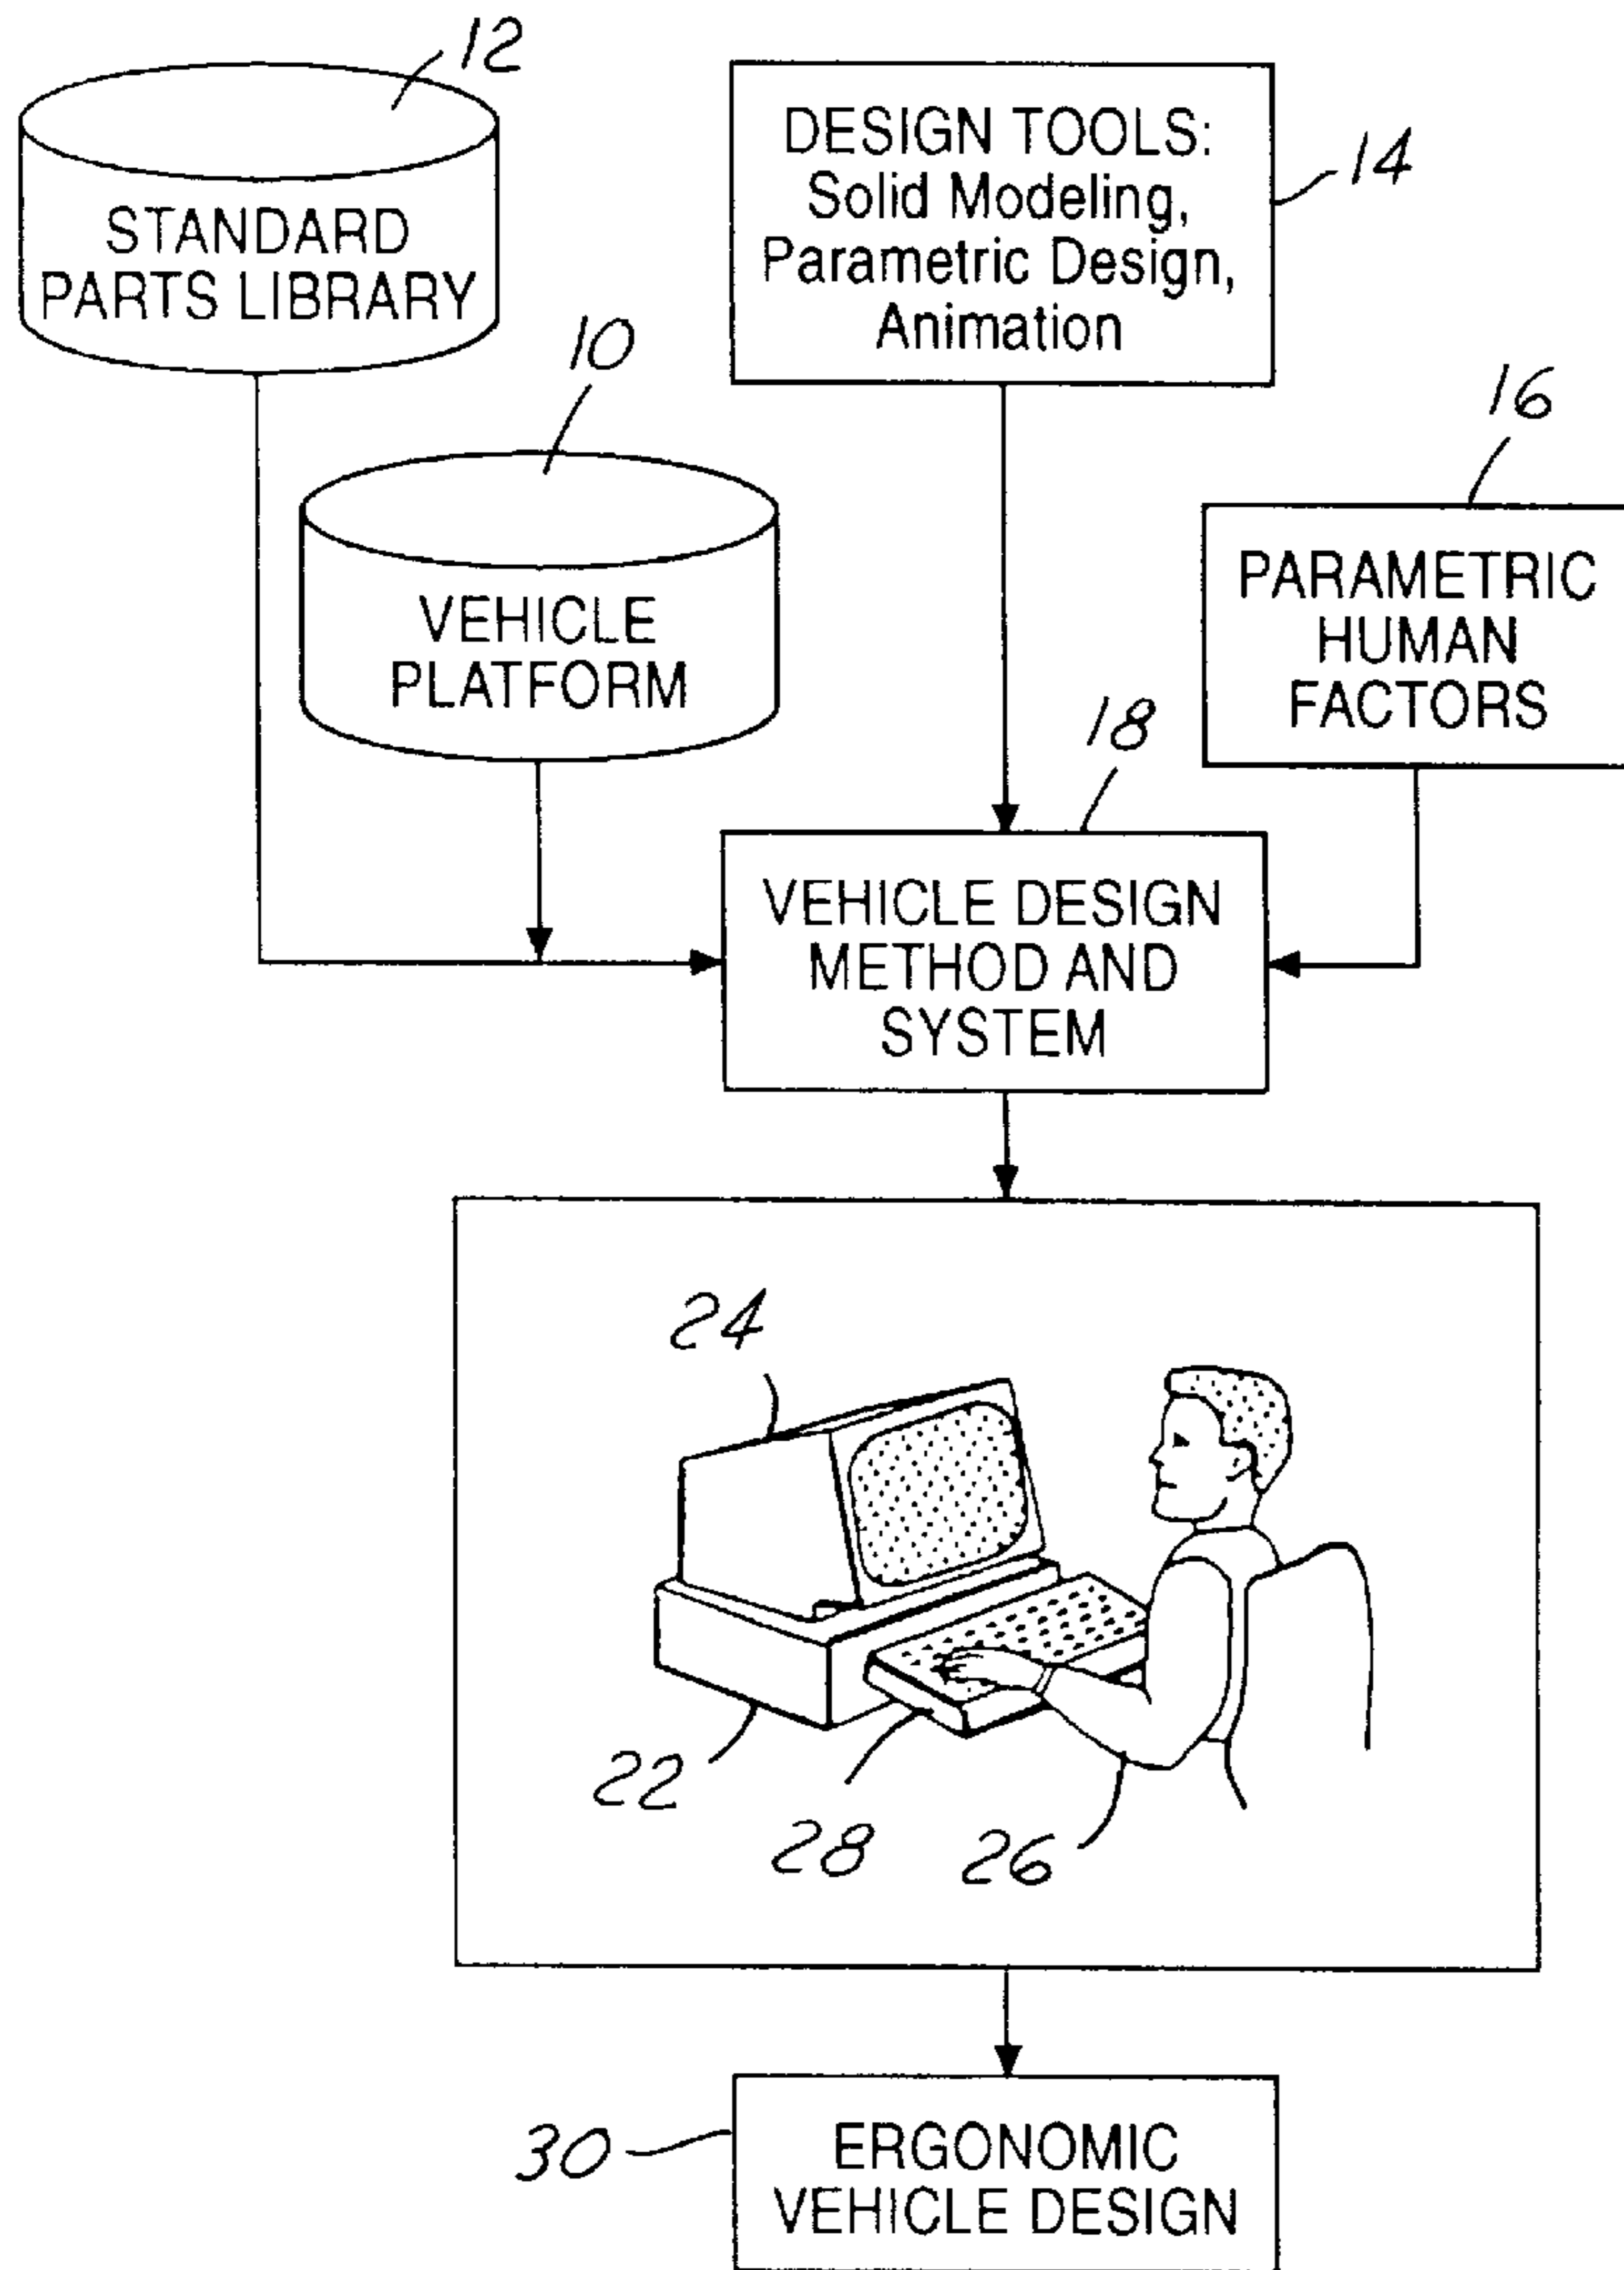 12
STANDARD
PARTS LIBRARY
DESIGN TOOLS:
Solid Modeling,
Parametric Design,
Animation
14
10
VEHICLE
PLATFORM
16
PARAMETRIC
HUMAN
FACTORS
18
VEHICLE DESIGN
METHOD AND
SYSTEM
24
22
28
26
30
ERGONOMIC
VEHICLE DESIGN